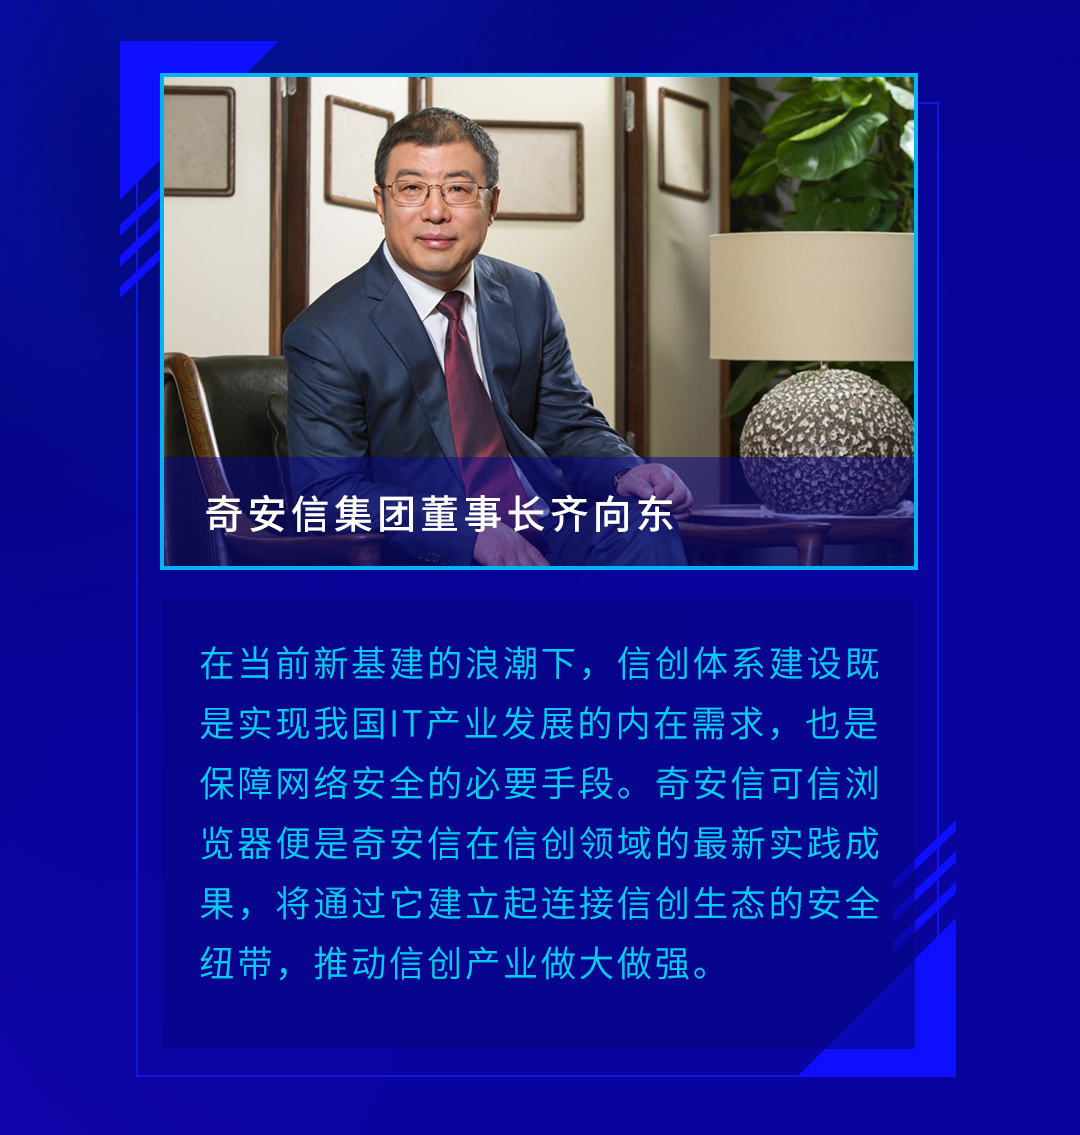 奇安信集团董事长齐向东
在当前新基建的浪潮下，信创体系建设既
是实现我国IT产业发展的内在需求，也是
保障网络安全的必要手段。奇安信可信浏
览器便是奇安信在信创领域的最新实践成
果，将通过它建立起连接信创生态的安全
纽带，推动信创产业做大做强。